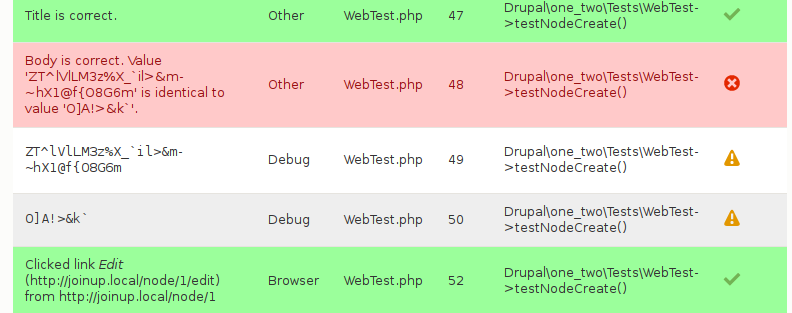 Title is correct. Other WebTest.php 47 Drupal\one_two\Tests\WebTest-
>testNodeCreate()
Body is correct. Value
'ZT^lVlLM3z%X_`il>&m-
~hX1@f{O8G6m' is identical to
value 'O]A!>&k`'.
Other WebTest.php 48 Drupal\one_two\Tests\WebTest-
>testNodeCreate()
ZT^lVlLM3z%X_`il>&m-
~hX1@f{O8G6m
Debug WebTest.php 49 Drupal\one_two\Tests\WebTest-
>testNodeCreate()
O]A!>&k` Debug WebTest.php 50 Drupal\one_two\Tests\WebTest-
>testNodeCreate()
Clicked link Edit
(http://joinup.local/node/1/edit)
from http://joinup.local/node/1
Browser WebTest.php 52 Drupal\one_two\Tests\WebTest-
>testNodeCreate()